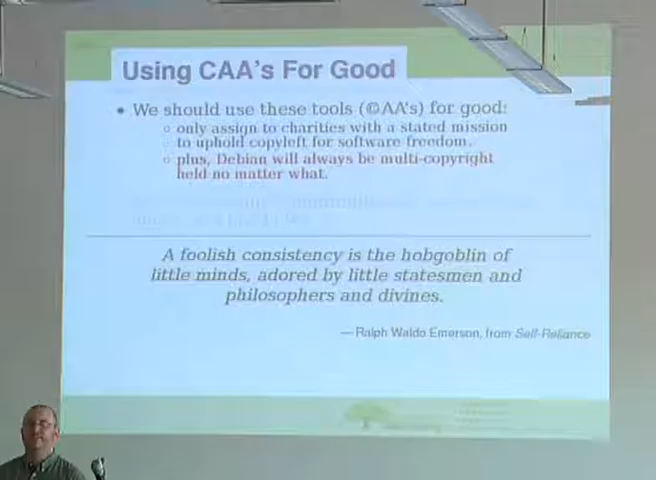 Using CAA's For Good
• We should use these tools (©AA's) for good:
◦ only assign to charities with a stated mission
to uphold copyleft for software freedom.
◦ plus, Debian will always be multi-copyright
held no matter what.
A foolish consistency is the hobgoblin of
little minds, adored by little statesmen and
philosophers and divines.
— Ralph Waldo Emerson, from Self-Reliance